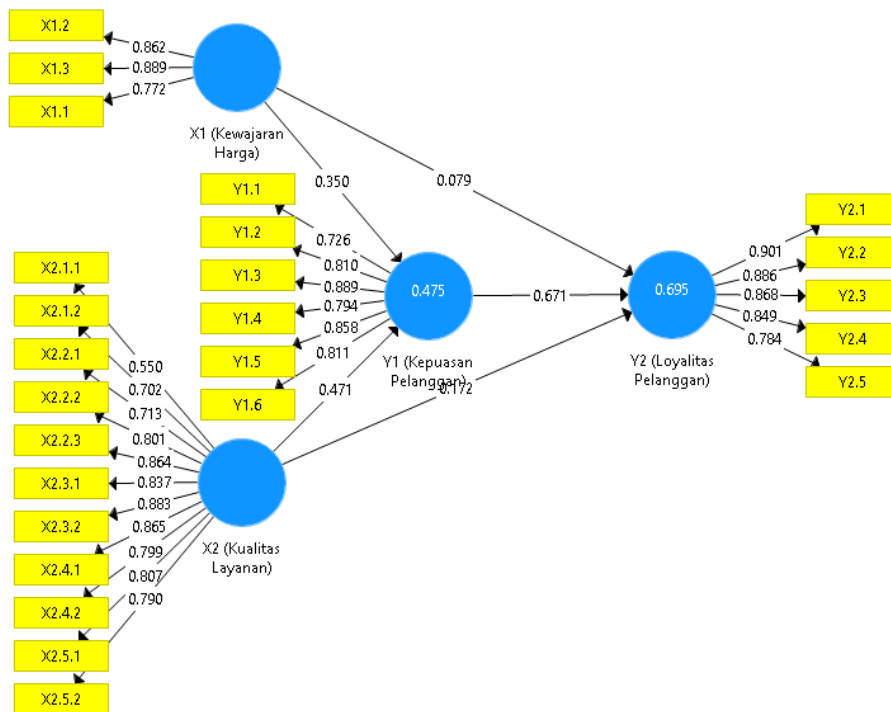 X1.2
X1.3
X1.1
0.862
0.889
0.772
X1 (Kewajaran
Harga)
0.350
0.079
Y1.1
Y1.2
Y1.3
Y1.4
Y1.5
Y1.6
0.726
0.810
0.889
0.794
0.858
0.811
0.475
Y1 (Kepuasan
Pelanggan)
0.671
0.695
Y2 (Loyalitas
Pelanggan)
0.901
0.886
0.868
0.849
0.784
Y2.1
Y2.2
Y2.3
Y2.4
Y2.5
0.471
0.172
X2.1.1
X2.1.2
X2.2.1
X2.2.2
X2.2.3
X2.3.1
X2.3.2
X2.4.1
X2.4.2
X2.5.1
X2.5.2
0.550
0.702
0.713
0.801
0.864
0.837
0.883
0.865
0.799
0.807
0.790
X2 (Kualitas
Layanan)